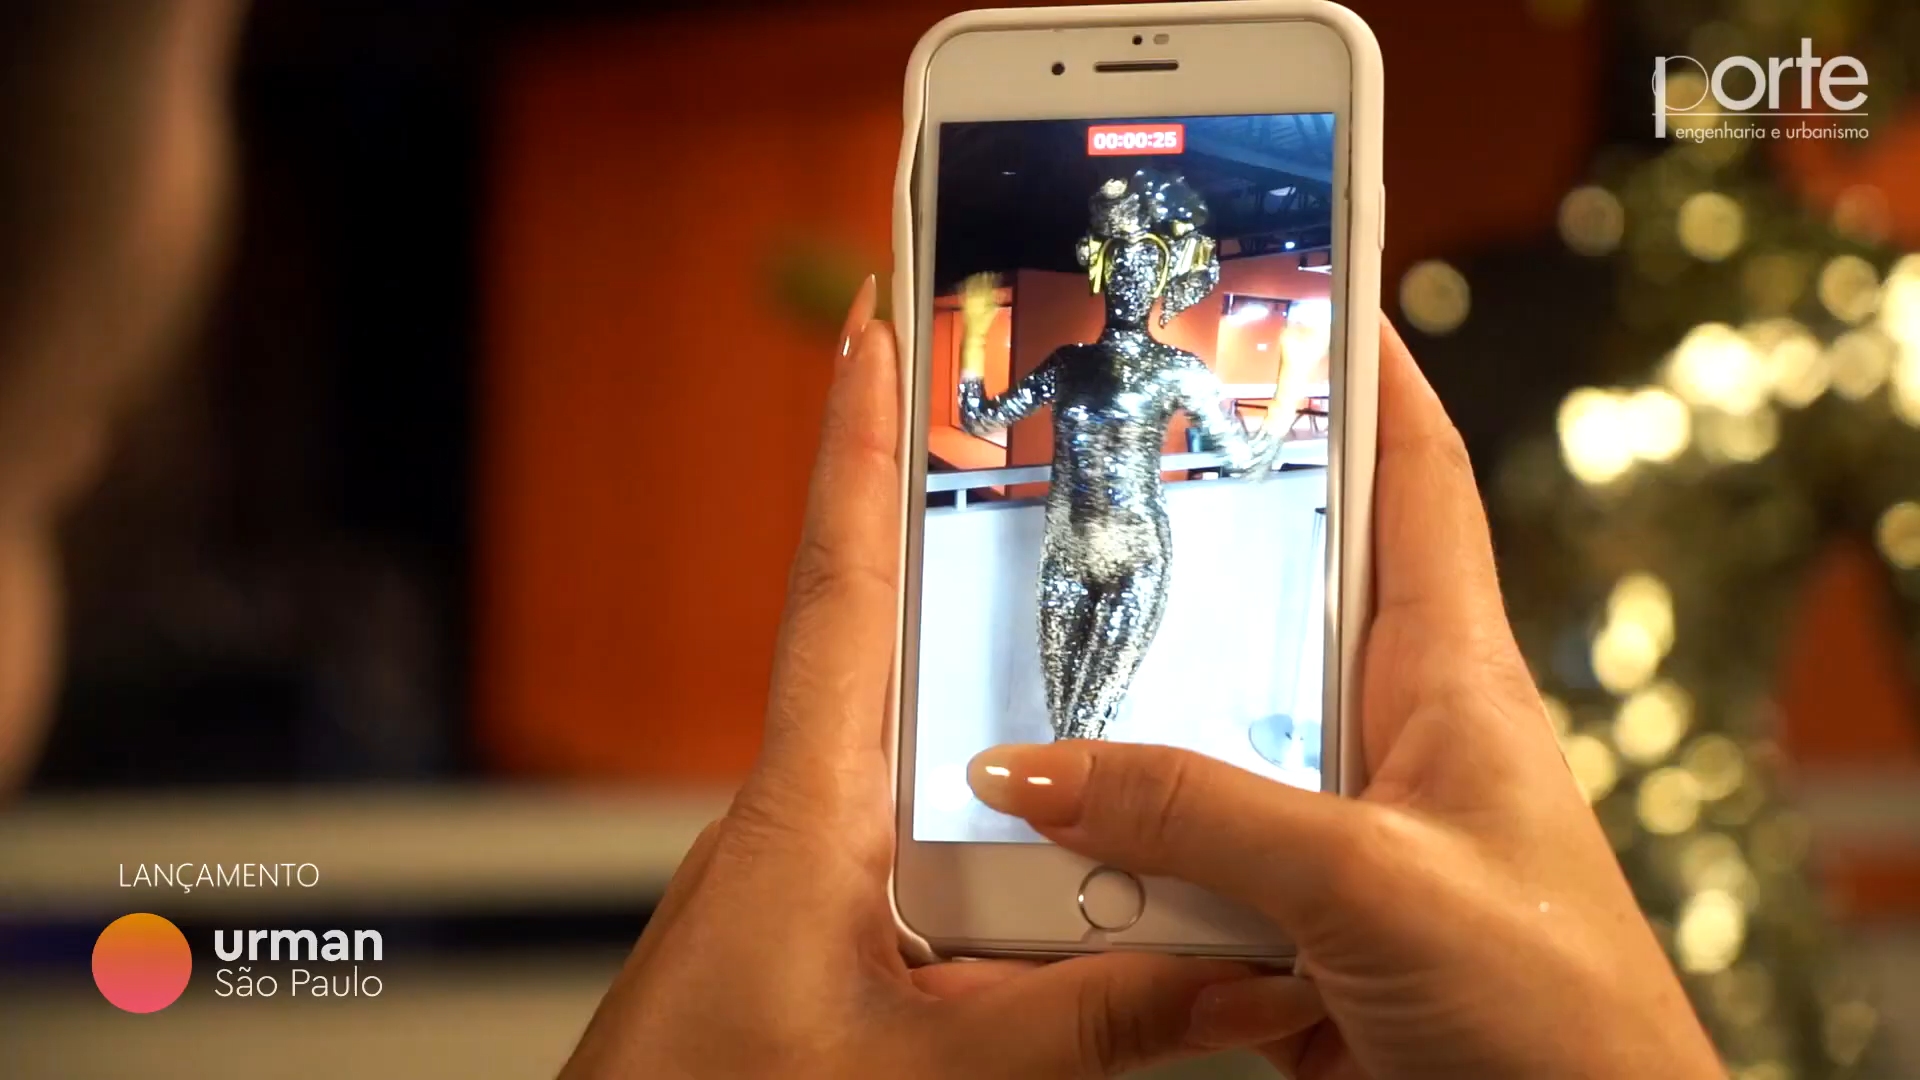 porte
engenharia e urbanismo
00:00:25
LANÇAMENTO
urman
São Paulo